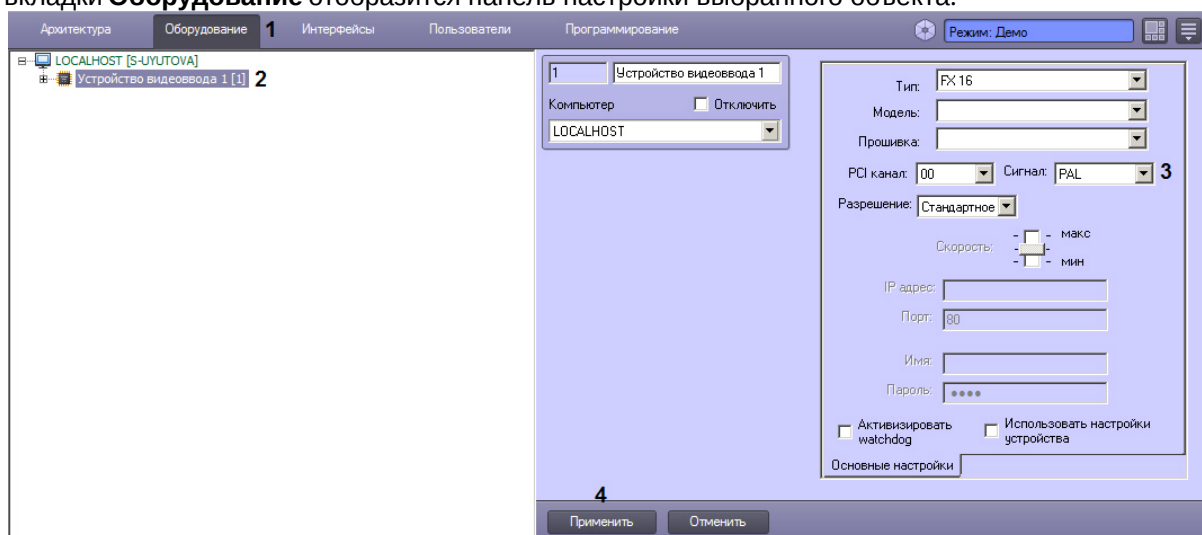 вкладки Оборудование отобразится панель настройки выбранного объекта.
Архитектура Оборудование 1 Интерфейсы Пользователи Программирование Режим: Демо
LOCALHOST [S-UYUTOVA]
Устройство видеоввода 1 [1] 2
1 Устройство видеоввода 1
Компьютер Отключить
LOCALHOST
Тип: FX 16
Модель:
Прошивка:
PCI канал: 00 Сигнал: PAL 3
Разрешение: Стандартное
Скорость: - - макс
- -
- - мин
IP адрес:
Порт: 80
Имя:
Пароль: ••••
Активизировать watchdog
Использовать настройки устройства
Основные настройки
4
Применить Отменить